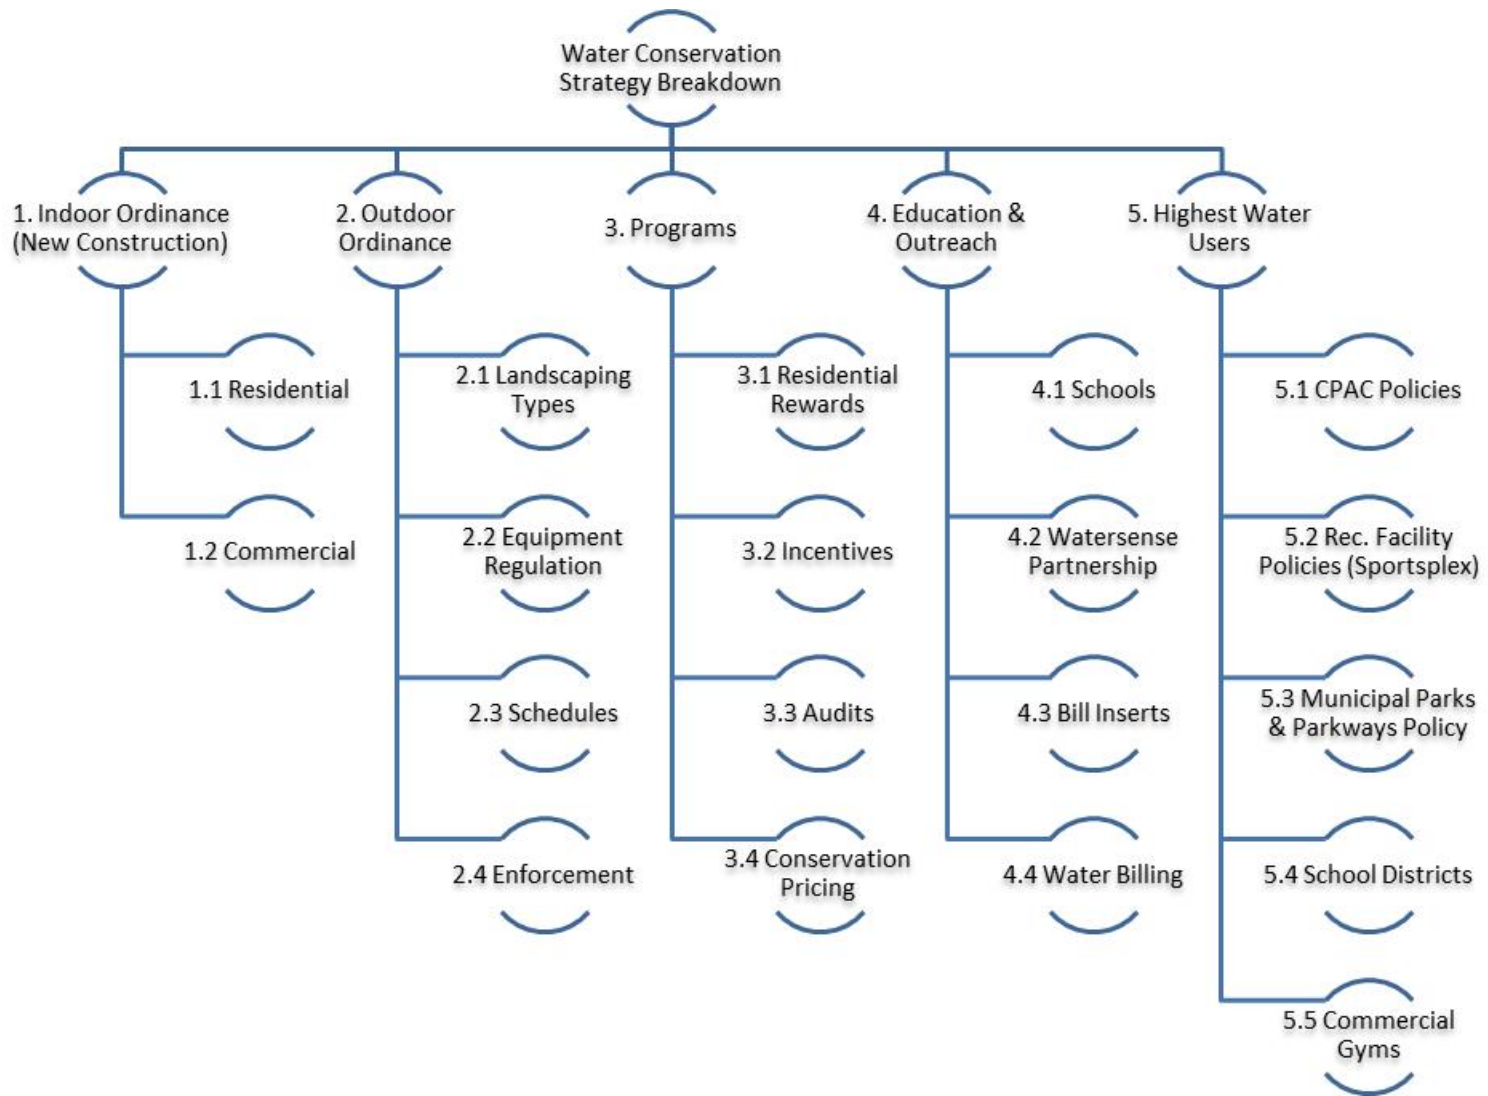 Water Conservation
Strategy Breakdown
1. Indoor Ordinance
(New Construction)
2. Outdoor
Ordinance
3. Programs
4. Education &
Outreach
5. Highest Water
Users
1.1 Residential
1.2 Commercial
2.1 Landscaping
Types
2.2 Equipment
Regulation
2.3 Schedules
2.4 Enforcement
3.1 Residential
Rewards
3.2 Incentives
3.3 Audits
3.4 Conservation
Pricing
4.1 Schools
4.2 Watersense
Partnership
4.3 Bill Inserts
4.4 Water Billing
5.1 CPAC Policies
5.2 Rec. Facility
Policies (Sportsplex)
5.3 Municipal Parks
& Parkways Policy
5.4 School Districts
5.5 Commercial
Gyms